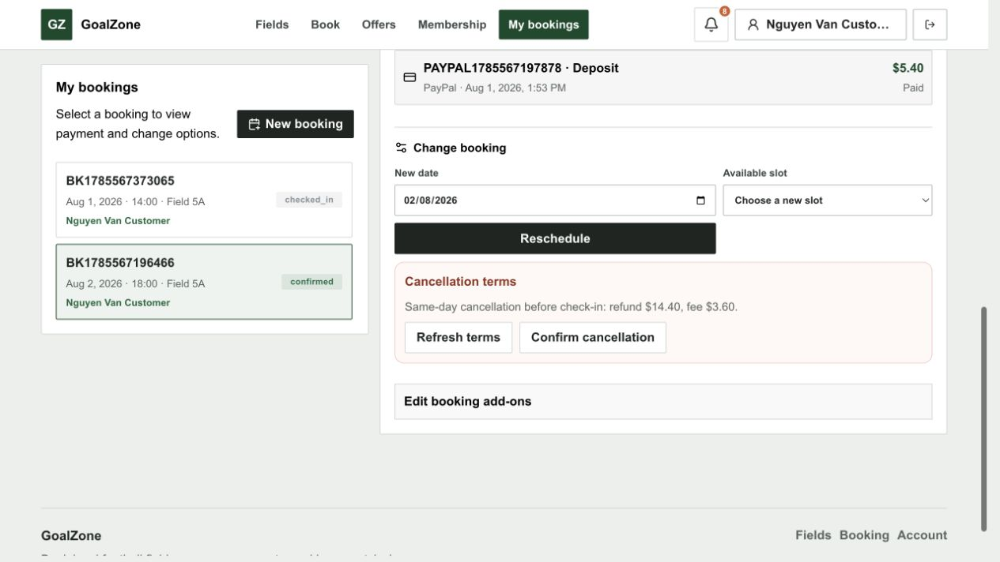 GZ GoalZone Fields Book Offers Membership My bookings 8 Nguyen Van Custo...
My bookings
Select a booking to view
payment and change options.
New booking
BK1785567373065
Aug 1, 2026 · 14:00 · Field 5A
checked_in
Nguyen Van Customer
BK1785567196466
Aug 2, 2026 · 18:00 · Field 5A
confirmed
Nguyen Van Customer
PAYPAL1785567197878 · Deposit $5.40
PayPal · Aug 1, 2026, 1:53 PM Paid
Change booking
New date Available slot
02/08/2026 Choose a new slot
Reschedule
Cancellation terms
Same-day cancellation before check-in: refund $14.40, fee $3.60.
Refresh terms Confirm cancellation
Edit booking add-ons
GoalZone Fields Booking Account